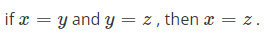 if x = y and y = z , then x = z .